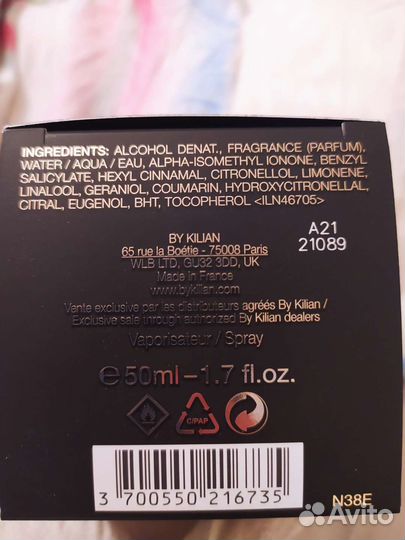 INGREDIENTS: ALCOHOL DENAT., FRAGRANCE (PARFUM),
WATER / AQUA / EAU, ALPHA-ISOMETHYL IONONE, BENZYL
SALICYLATE, HEXYL CINNAMAL, CITRONELLOL, LIMONENE,
LINALOOL, GERANIOL, COUMARIN, HYDROXYCITRONELLAL,
CITRAL, EUGENOL, BHT, TOCOPHEROL <ILN46705>
A21
21089
BY KILIAN
65 rue la Boétie - 75008 Paris
WLB LTD, GU32 3DD, UK
Made in France
www.bykilian.com
Vente exclusive par les distributeurs agréés By Kilian /
Exclusive sale through authorized By Kilian dealers
Vaporisateur / Spray
℮50ml–1.7 fl.oz.
C/PAP
3 700550 216735
N38E
Avito